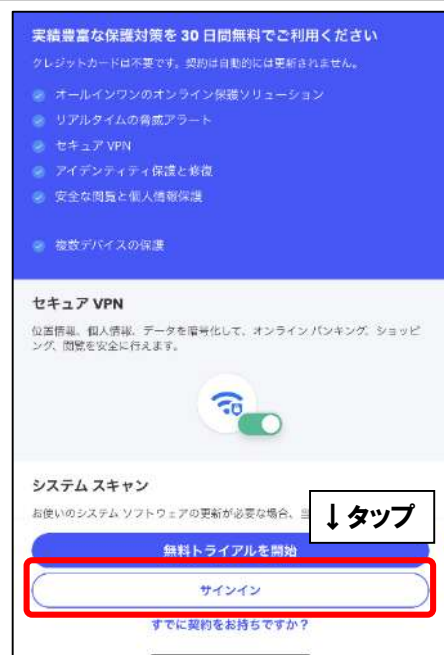 実績豊富な保護対策を 30 日間無料でご利用ください
クレジットカードは不要です。契約は自動的には更新されません。
オールインワンのオンライン保護ソリューション
リアルタイムの脅威アラート
セキュア VPN
アイデンティティ保護と修復
安全な閲覧と個人情報保護
複数デバイスの保護
セキュア VPN
位置情報、個人情報、データを暗号化して、オンライン バンキング、ショッピ
ング、閲覧を安全に行えます。
システム スキャン
お使いのシステム ソフトウェアの更新が必要な場合、
↓タップ
無料トライアルを開始
サインイン
すでに契約をお持ちですか？